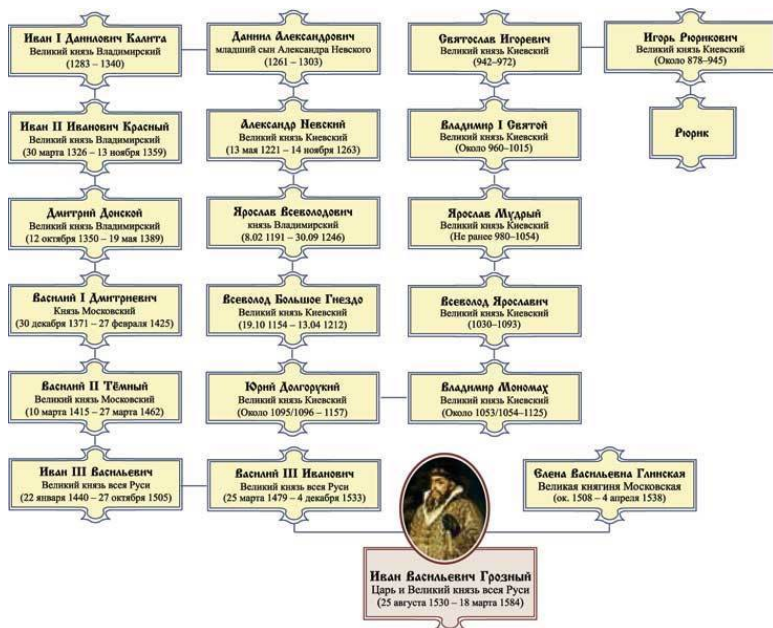 Иван I Данилович Калита
Великий князь Владимирский
(1283 – 1340)
Даниил Александрович
младший сын Александра Невского
(1261 – 1303)
Святослав Игоревич
Великий князь Киевский
(942–972)
Игорь Рюрикович
Великий князь Киевский
(Около 878–945)
Иван II Иванович Красный
Великий князь Владимирский
(30 марта 1326 – 13 ноября 1359)
Александр Невский
Великий князь Киевский
(13 мая 1221 – 14 ноября 1263)
Владимир I Святой
Великий князь Киевский
(Около 960–1015)
Рюрик
Дмитрий Донской
Великий князь Владимирский
(12 октября 1350 – 19 мая 1389)
Ярослав Всеволодович
князь Владимирский
(8.02 1191 – 30.09 1246)
Ярослав Мудрый
Великий князь Киевский
(Не ранее 980–1054)
Василий I Дмитриевич
Князь Московский
(30 декабря 1371 – 27 февраля 1425)
Всеволод Большое Гнездо
Великий князь Киевский
(19.10 1154 – 13.04 1212)
Всеволод Ярославич
Великий князь Киевский
(1030–1093)
Василий II Тёмный
Великий князь Московский
(10 марта 1415 – 27 марта 1462)
Юрий Долгорукий
Великий князь Киевский
(Около 1095/1096 – 1157)
Владимир Мономах
Великий князь Киевский
(Около 1053/1054–1125)
Иван III Васильевич
Великий князь всея Руси
(22 января 1440 – 27 октября 1505)
Василий III Иванович
Великий князь всея Руси
(25 марта 1479 – 4 декабря 1533)
Елена Васильевна Глинская
Великая княгиня Московская
(ок. 1508 – 4 апреля 1538)
Иван Васильевич Грозный
Царь и Великий князь всея Руси
(25 августа 1530 – 18 марта 1584)